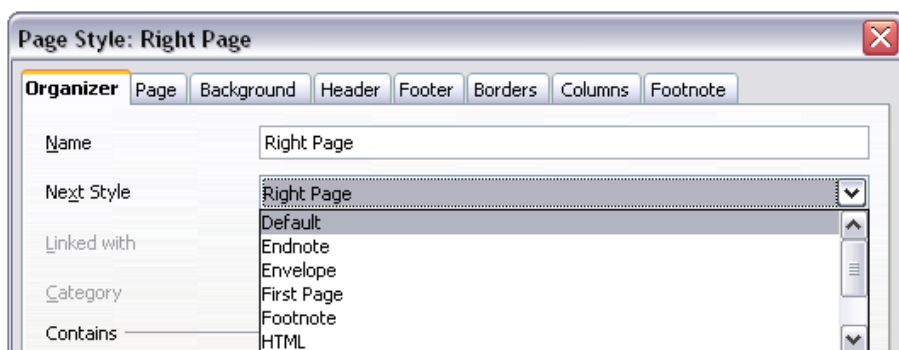 Page Style: Right Page
Organizer Page Background Header Footer Borders Columns Footnote
Name Right Page
Next Style Right Page
Default
Linked with Endnote
Envelope
Category First Page
Footnote
Contains HTML